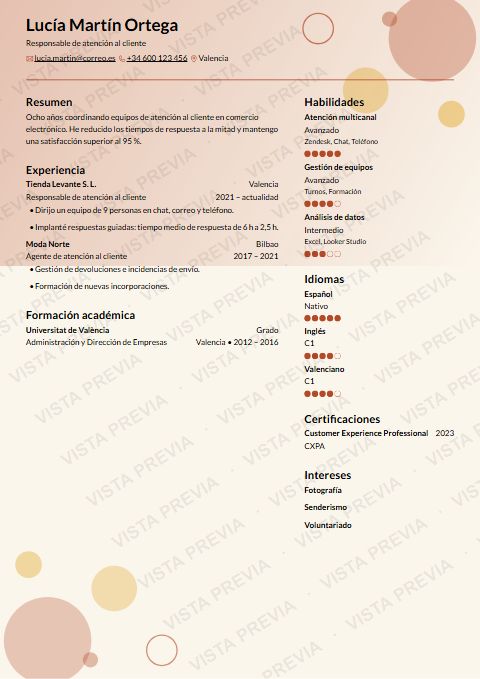 Lucía Martín Ortega
Responsable de atención al cliente
lucia.martin@correo.es +34 600 123 456 Valencia
Resumen
Ocho años coordinando equipos de atención al cliente en comercio
electrónico. He reducido los tiempos de respuesta a la mitad y mantengo
una satisfacción superior al 95 %.
Experiencia
Tienda Levante S. L. Valencia
Responsable de atención al cliente 2021 – actualidad
• Dirijo un equipo de 9 personas en chat, correo y teléfono.
• Implanté respuestas guiadas: tiempo medio de respuesta de 6 h a 2,5 h.
Moda Norte Bilbao
Agente de atención al cliente 2017 – 2021
• Gestión de devoluciones e incidencias de envío.
• Formación de nuevas incorporaciones.
Formación académica
Universitat de València Grado
Administración y Dirección de Empresas Valencia • 2012 – 2016
Habilidades
Atención multicanal
Avanzado
Zendesk, Chat, Teléfono
Gestión de equipos
Avanzado
Turnos, Formación
Análisis de datos
Intermedio
Excel, Looker Studio
Idiomas
Español
Nativo
Inglés
C1
Valenciano
C1
Certificaciones
Customer Experience Professional 2023
CXPA
Intereses
Fotografía
Senderismo
Voluntariado
VISTA PREVIA